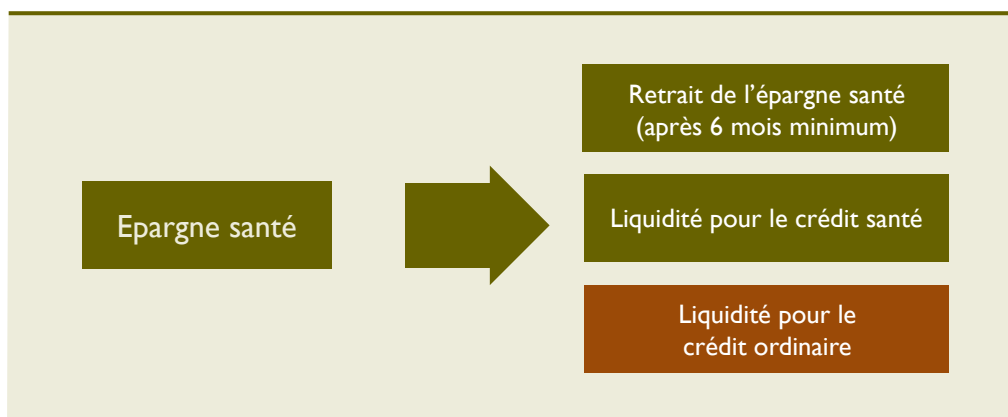 Retrait de l’épargne santé
(après 6 mois minimum)
Epargne santé
Liquidité pour le crédit santé
Liquidité pour le
crédit ordinaire